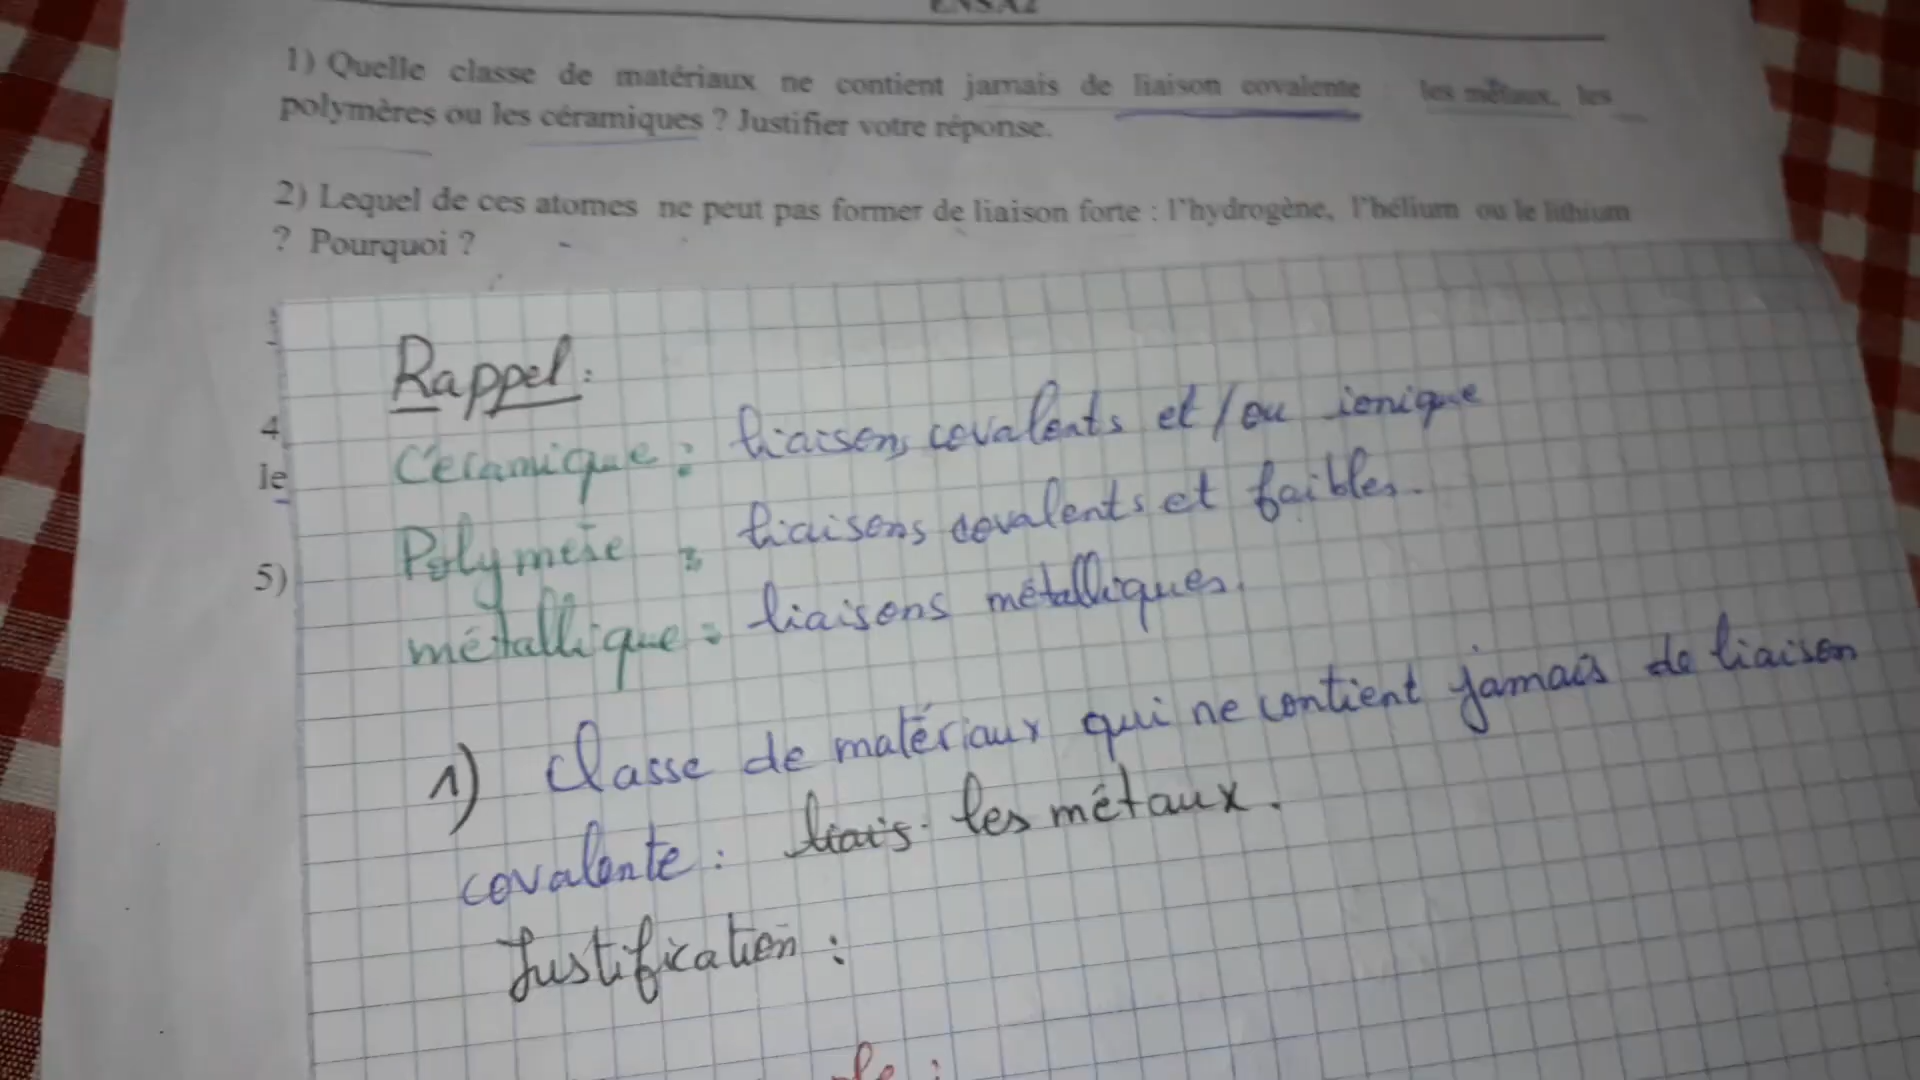 ENSA2
1) Quelle classe de matériaux ne contient jamais de liaison covalente les métaux, les
polymères ou les céramiques ? Justifier votre réponse.
2) Lequel de ces atomes ne peut pas former de liaison forte : l'hydrogène, l'hélium ou le lithium
? Pourquoi ?
Rappel:
4
Céramique : liaisons covalents et/ou ionique
le
Polymère : liaisons covalents et faibles.
5)
métallique : liaisons métalliques.
1) Classe de matériaux qui ne contient jamais de liaison
covalente : liais. les métaux.
Justification :